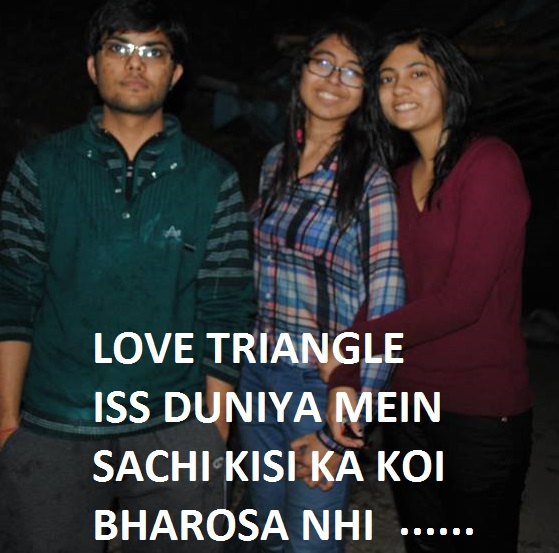 LOVE TRIANGLE
ISS DUNIYA MEIN
SACHI KISI KA KOI
BHAROSA NHI ......